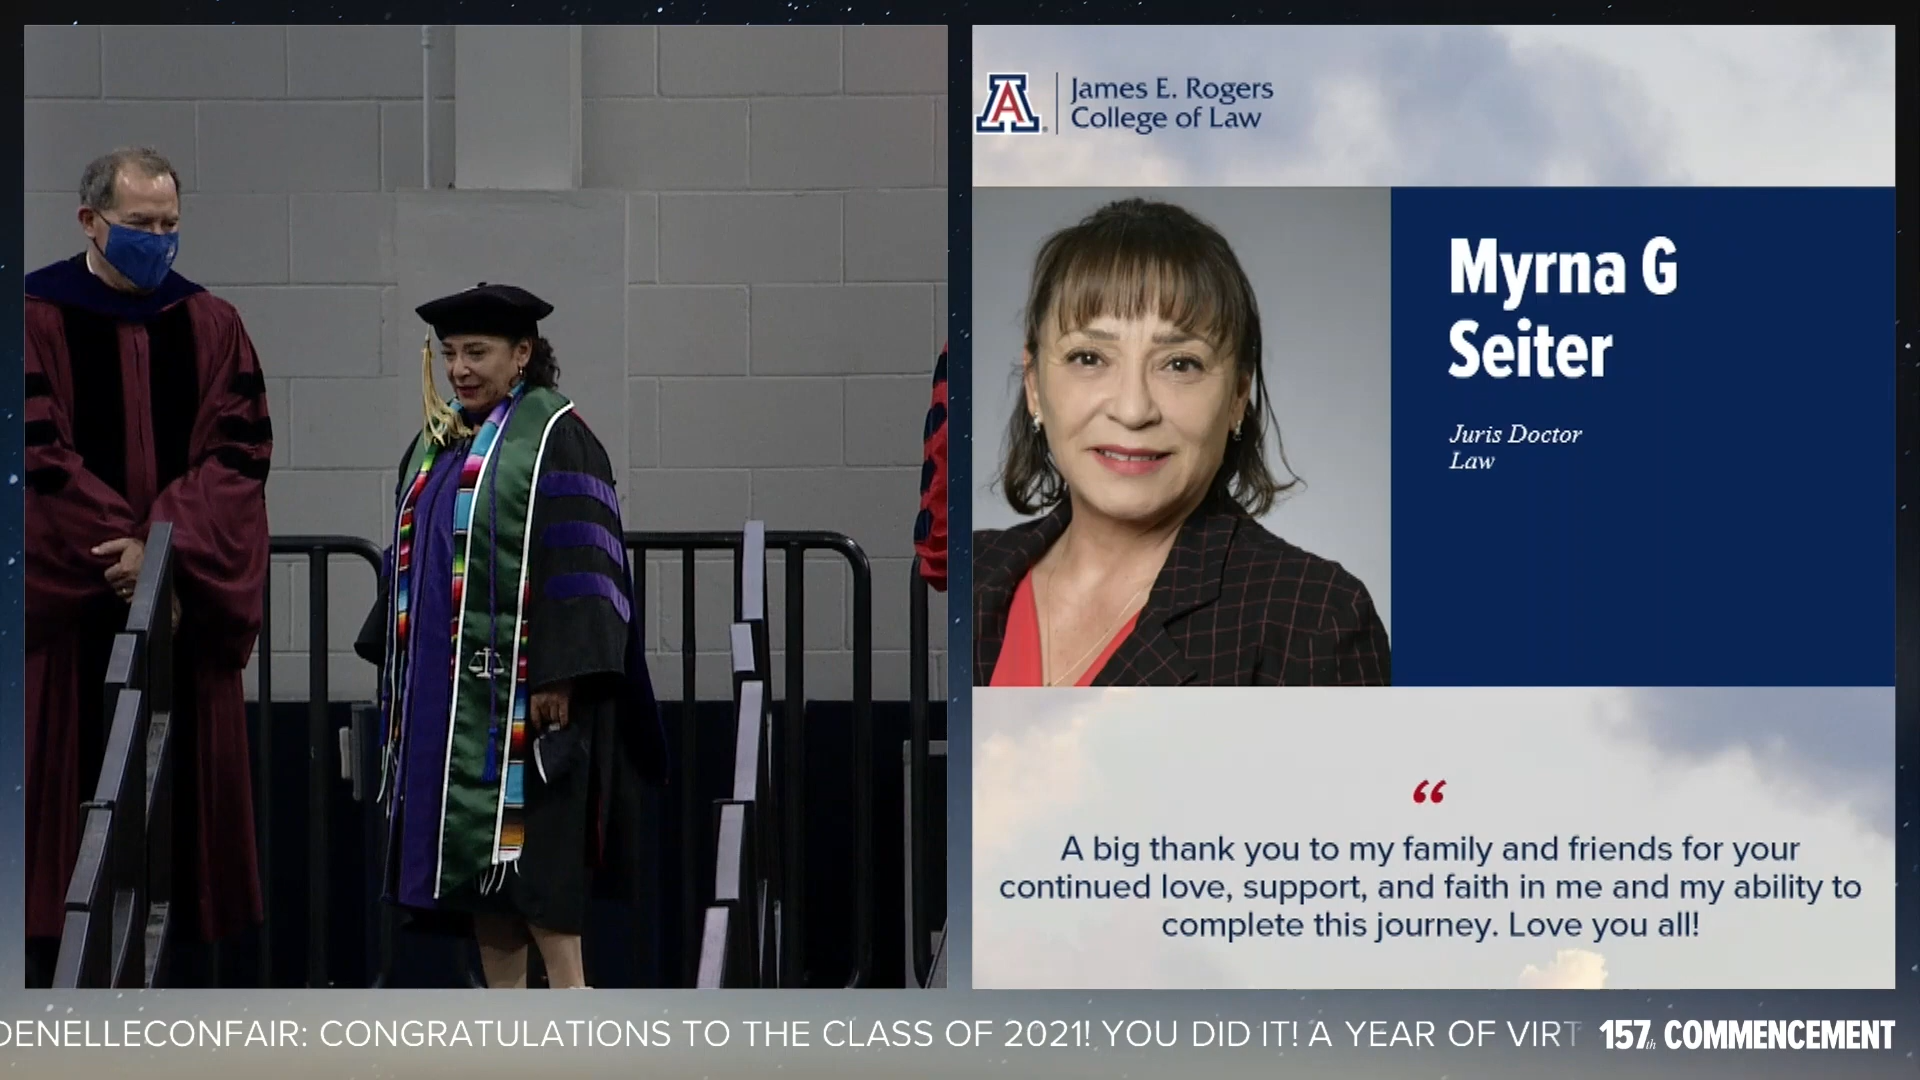 James E. Rogers
College of Law
Myrna G
Seiter
Juris Doctor
Law
“
A big thank you to my family and friends for your
continued love, support, and faith in me and my ability to
complete this journey. Love you all!
DENELLECONFAIR: CONGRATULATIONS TO THE CLASS OF 2021! YOU DID IT! A YEAR OF VIRT
157th COMMENCEMENT